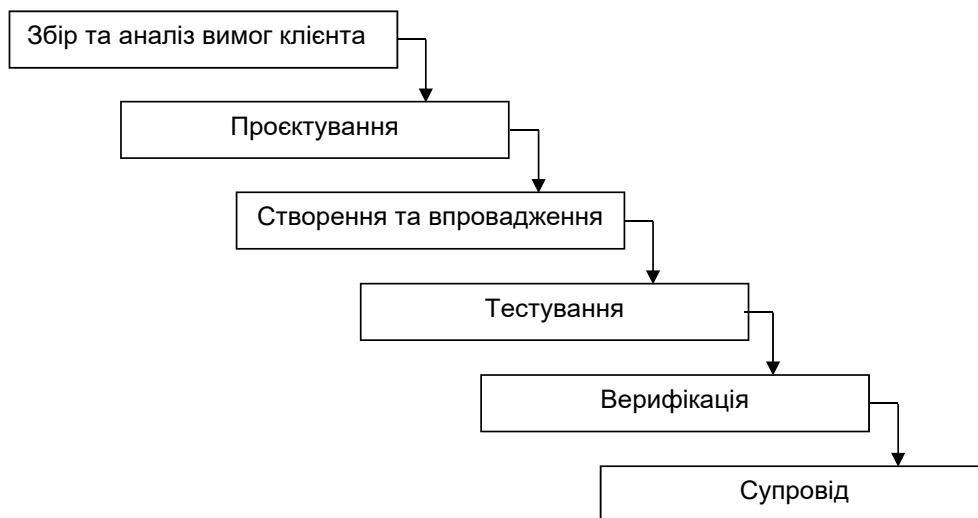 Збір та аналіз вимог клієнта
Проєктування
Створення та впровадження
Тестування
Верифікація
Супровід